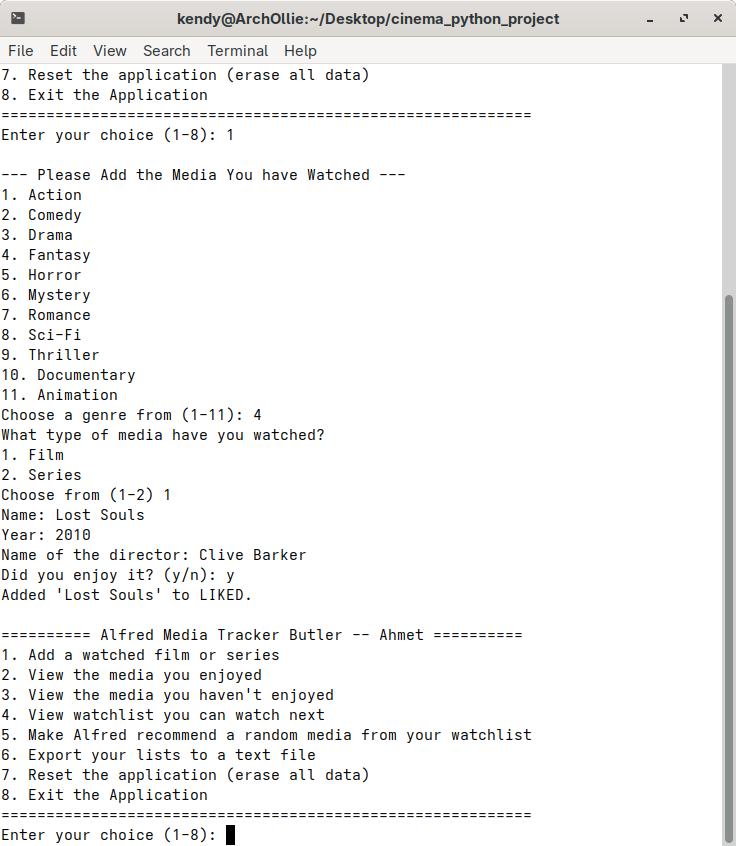 kendy@ArchOllie:~/Desktop/cinema_python_project
File Edit View Search Terminal Help
7. Reset the application (erase all data)
8. Exit the Application
===========================================================
Enter your choice (1-8): 1
--- Please Add the Media You have Watched ---
1. Action
2. Comedy
3. Drama
4. Fantasy
5. Horror
6. Mystery
7. Romance
8. Sci-Fi
9. Thriller
10. Documentary
11. Animation
Choose a genre from (1-11): 4
What type of media have you watched?
1. Film
2. Series
Choose from (1-2) 1
Name: Lost Souls
Year: 2010
Name of the director: Clive Barker
Did you enjoy it? (y/n): y
Added 'Lost Souls' to LIKED.
========== Alfred Media Tracker Butler -- Ahmet ==========
1. Add a watched film or series
2. View the media you enjoyed
3. View the media you haven't enjoyed
4. View watchlist you can watch next
5. Make Alfred recommend a random media from your watchlist
6. Export your lists to a text file
7. Reset the application (erase all data)
8. Exit the Application
===========================================================
Enter your choice (1-8):